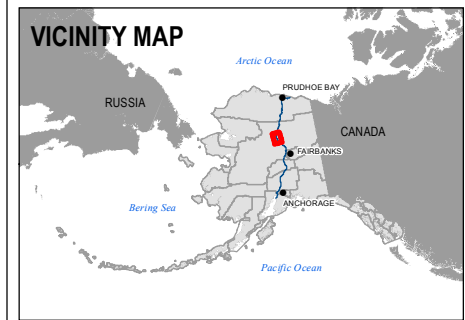 VICINITY MAP
Arctic Ocean
PRUDHOE BAY
RUSSIA
CANADA
FAIRBANKS
ANCHORAGE
Bering Sea
Pacific Ocean